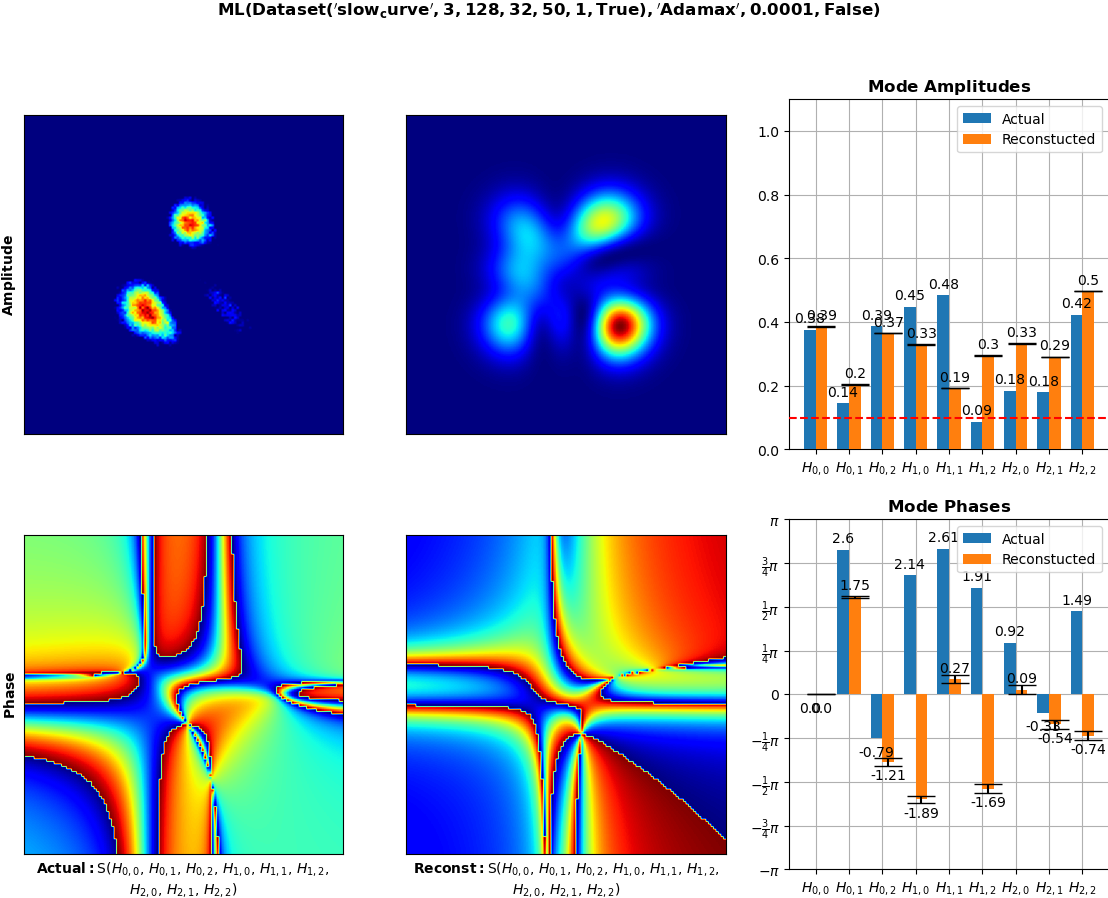 ML(Dataset('slow_curve', 3, 128, 32, 50, 1, True), 'Adamax', 0.0001, False)
Amplitude
Mode Amplitudes
Actual
Reconstucted
1.0
0.8
0.6
0.4
0.2
0.0
0.38
0.39
0.14
0.2
0.39
0.37
0.45
0.33
0.48
0.19
0.09
0.3
0.18
0.33
0.18
0.29
0.42
0.5
H0,0 H0,1 H0,2 H1,0 H1,1 H1,2 H2,0 H2,1 H2,2
Phase
Actual: S(H0,0, H0,1, H0,2, H1,0, H1,1, H1,2,
H2,0, H2,1, H2,2)
Reconst: S(H0,0, H0,1, H0,2, H1,0, H1,1, H1,2,
H2,0, H2,1, H2,2)
Mode Phases
Actual
Reconstucted
π
3/4π
1/2π
1/4π
0
−1/4π
−1/2π
−3/4π
−π
0.0
0.0
2.6
1.75
-0.79
-1.21
2.14
-1.89
2.61
0.27
1.91
-1.69
0.92
0.09
-0.33
-0.54
1.49
-0.74
H0,0 H0,1 H0,2 H1,0 H1,1 H1,2 H2,0 H2,1 H2,2